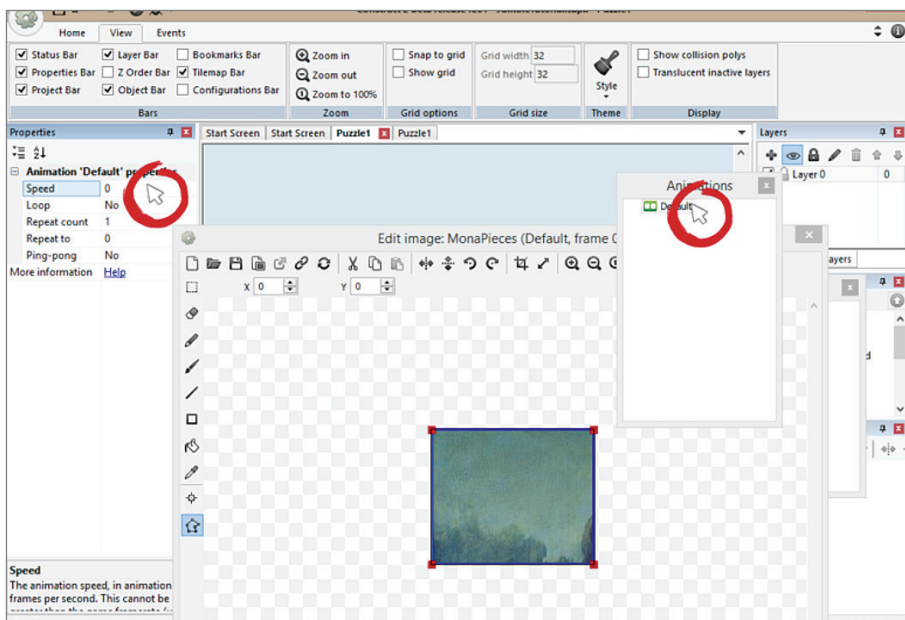 Home View Events
Status Bar Layer Bar Bookmarks Bar Zoom in Snap to grid Grid width 32 Show collision polys
Properties Bar Z Order Bar Tilemap Bar Zoom out Show grid Grid height 32 Translucent inactive layers
Project Bar Object Bar Configurations Bar Zoom to 100% Style
Bars Zoom Grid options Grid size Theme Display
Properties Start Screen Start Screen Puzzle1 Puzzle1 Layers
Animation 'Default' properties
Layer 0 0
Speed 0
Animations
Default
Loop No
Repeat count 1
Repeat to 0
Edit image: MonaPieces (Default, frame 0
Ping-pong No
More information Help
ayers
X 0 Y 0
Speed
The animation speed, in animation
frames per second. This cannot be